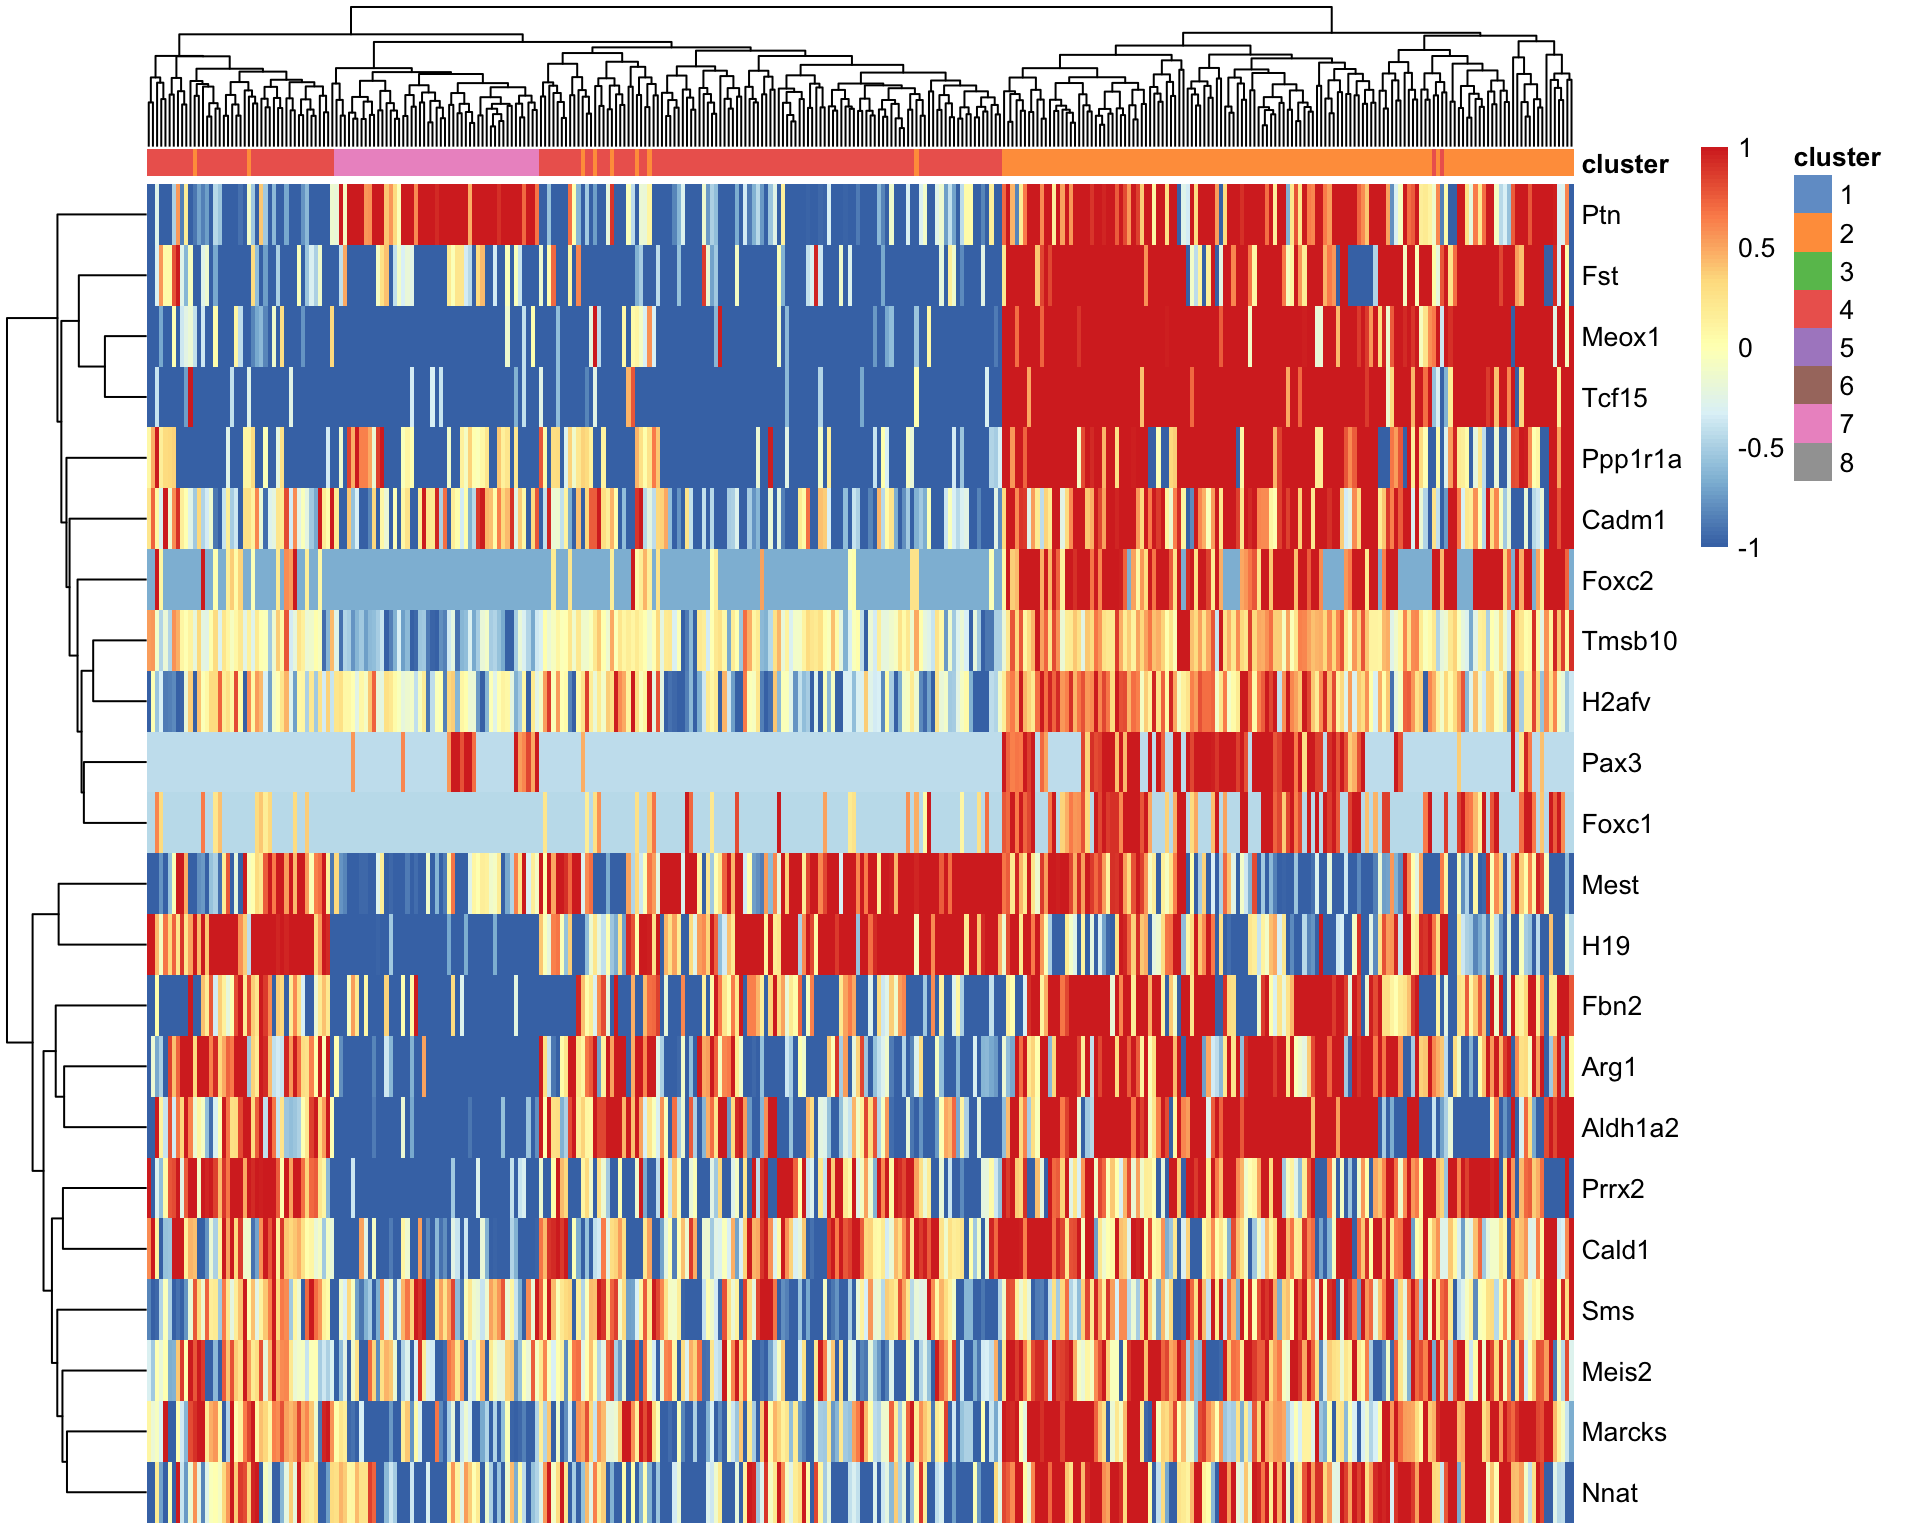 cluster
Ptn
Fst
Meox1
Tcf15
Ppp1r1a
Cadm1
Foxc2
Tmsb10
H2afv
Pax3
Foxc1
Mest
H19
Fbn2
Arg1
Aldh1a2
Prrx2
Cald1
Sms
Meis2
Marcks
Nnat
1
0.5
0
-0.5
-1
cluster
1
2
3
4
5
6
7
8